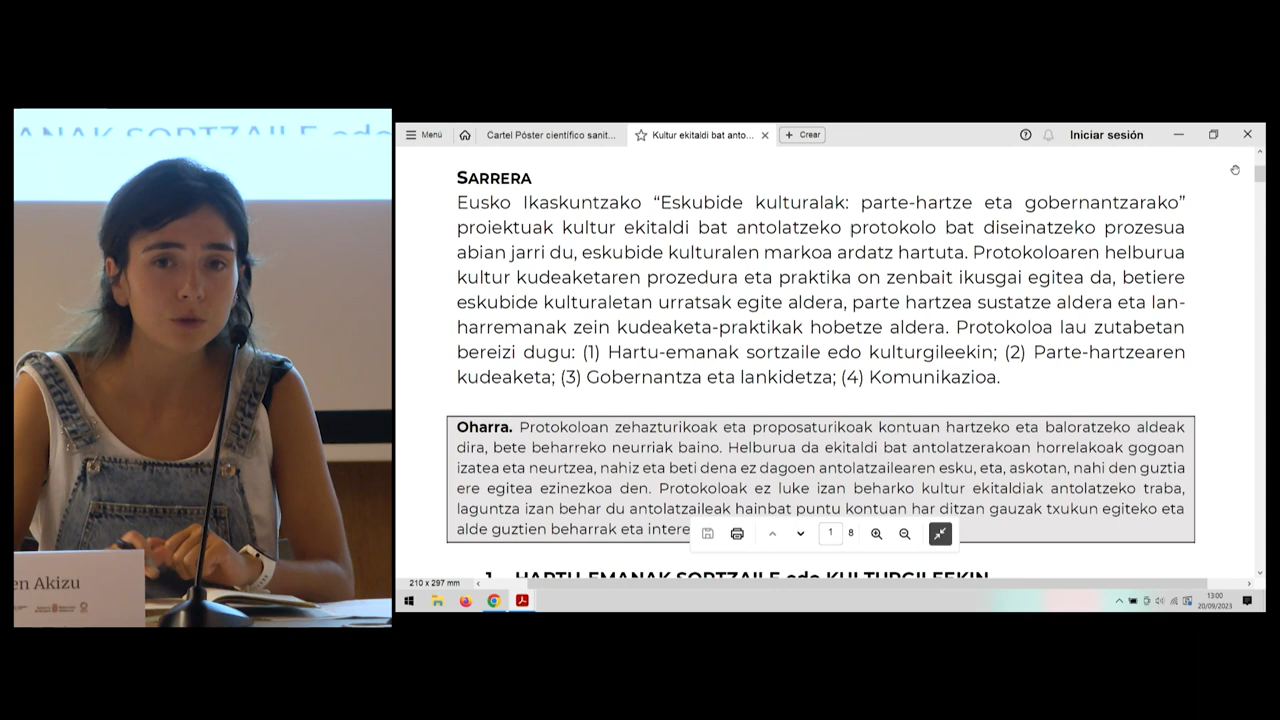 ANAK SORTZAILE edo
en Akizu
Menú
Cartel Póster científico sanit...
Kultur ekitaldi bat anto...
Crear
Iniciar sesión
SARRERA
Eusko Ikaskuntzako “Eskubide kulturalak: parte-hartze eta gobernantzarako”
proiektuak kultur ekitaldi bat antolatzeko protokolo bat diseinatzeko prozesua
abian jarri du, eskubide kulturalen markoa ardatz hartuta. Protokoloaren helburua
kultur kudeaketaren prozedura eta praktika on zenbait ikusgai egitea da, betiere
eskubide kulturaletan urratsak egite aldera, parte hartzea sustatze aldera eta lan-
harremanak zein kudeaketa-praktikak hobetze aldera. Protokoloa lau zutabetan
bereizi dugu: (1) Hartu-emanak sortzaile edo kulturgileekin; (2) Parte-hartzearen
kudeaketa; (3) Gobernantza eta lankidetza; (4) Komunikazioa.
Oharra. Protokoloan zehazturikoak eta proposaturikoak kontuan hartzeko eta baloratzeko aldeak
dira, bete beharreko neurriak baino. Helburua da ekitaldi bat antolatzerakoan horrelakoak gogoan
izatea eta neurtzea, nahiz eta beti dena ez dagoen antolatzailearen esku, eta, askotan, nahi den guztia
ere egitea ezinezkoa den. Protokoloak ez luke izan beharko kultur ekitaldiak antolatzeko traba,
laguntza izan behar du antolatzaileak hainbat puntu kontuan har ditzan gauzak txukun egiteko eta
alde guztien beharrak eta intere
1 8
1. HARTU-EMANAK SORTZAILE edo KULTURGILEEKIN
210 x 297 mm
13:00
20/09/2023